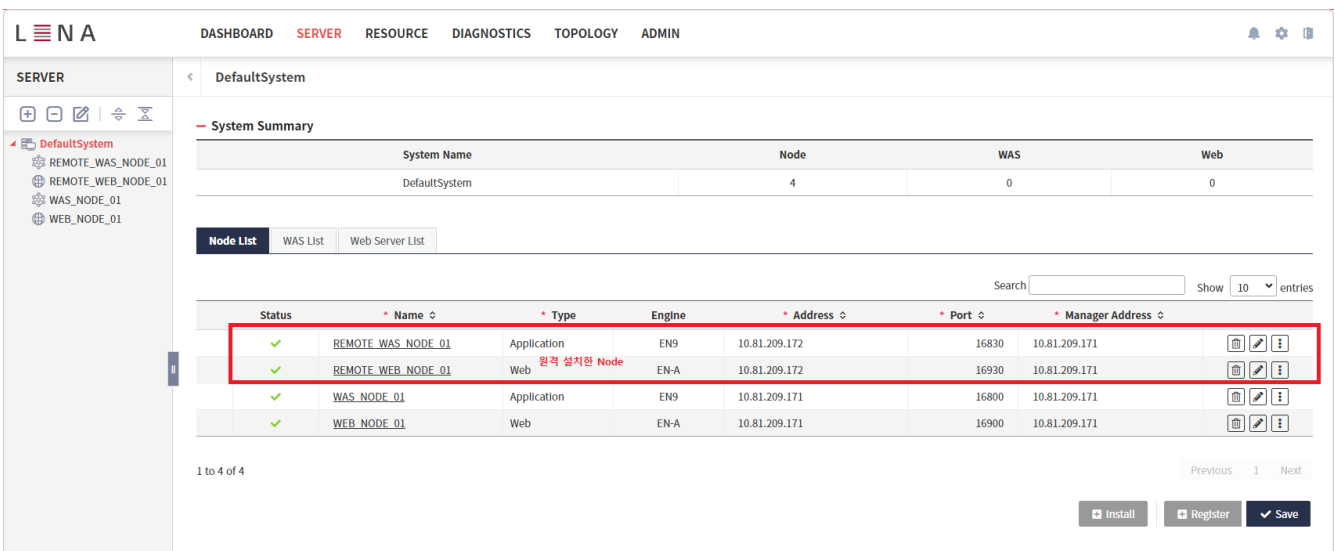 LENA
DASHBOARD SERVER RESOURCE DIAGNOSTICS TOPOLOGY ADMIN
SERVER
DefaultSystem
DefaultSystem
REMOTE_WAS_NODE_01
REMOTE_WEB_NODE_01
WAS_NODE_01
WEB_NODE_01
System Summary
System Name Node WAS Web
DefaultSystem 4 0 0
Node List WAS List Web Server List
Search Show 10 entries
Status * Name * Type Engine * Address * Port * Manager Address
REMOTE_WAS_NODE_01 Application EN9 10.81.209.172 16830 10.81.209.171
원격 설치한 Node
REMOTE_WEB_NODE_01 Web EN-A 10.81.209.172 16930 10.81.209.171
WAS_NODE_01 Application EN9 10.81.209.171 16800 10.81.209.171
WEB_NODE_01 Web EN-A 10.81.209.171 16900 10.81.209.171
1 to 4 of 4
Previous 1 Next
Install Register Save